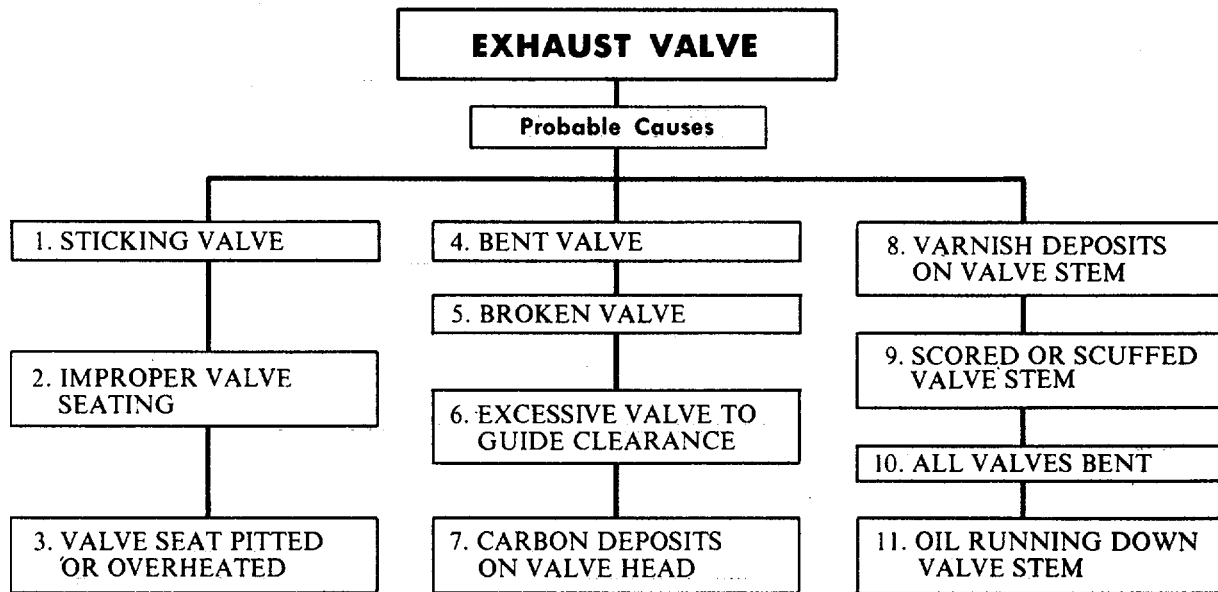 EXHAUST VALVE
Probable Causes
1. STICKING VALVE
2. IMPROPER VALVE
SEATING
3. VALVE SEAT PITTED
OR OVERHEATED
4. BENT VALVE
5. BROKEN VALVE
6. EXCESSIVE VALVE TO
GUIDE CLEARANCE
7. CARBON DEPOSITS
ON VALVE HEAD
8. VARNISH DEPOSITS
ON VALVE STEM
9. SCORED OR SCUFFED
VALVE STEM
10. ALL VALVES BENT
11. OIL RUNNING DOWN
VALVE STEM